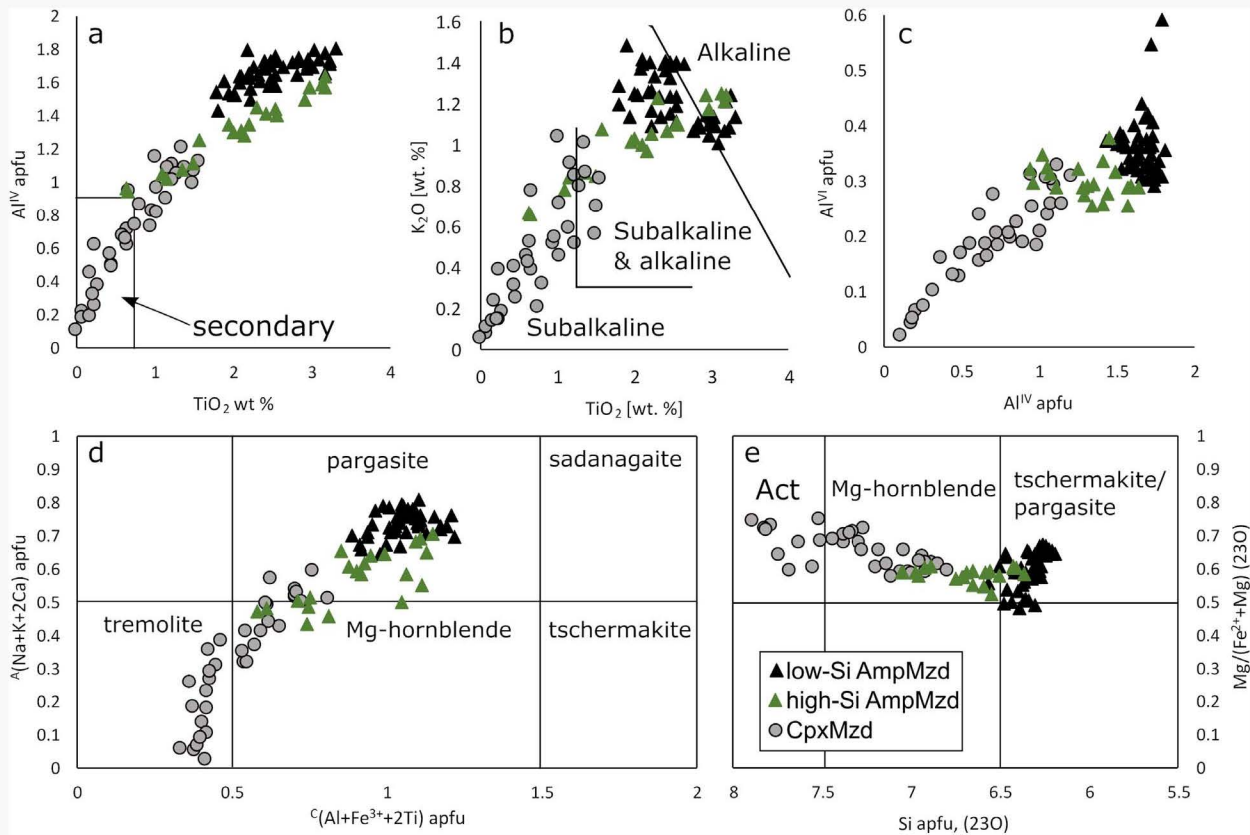 a
Al^IV apfu
2
1.8
1.6
1.4
1.2
1
0.8
0.6
0.4
0.2
0
secondary
0
1
2
3
4
TiO₂ wt %
b
K₂O [wt. %]
1.6
1.4
1.2
1.0
0.8
0.6
0.4
0.2
0
Alkaline
Subalkaline
& alkaline
Subalkaline
0
1
2
3
4
TiO₂ [wt. %]
c
Al^VI apfu
0.6
0.5
0.4
0.3
0.2
0.1
0
0
0.5
1
1.5
2
Al^IV apfu
d
^A(Na+K+2Ca) apfu
1
0.9
0.8
0.7
0.6
0.5
0.4
0.3
0.2
0.1
0
pargasite
sadanagaite
tremolite
Mg-hornblende
tschermakite
0
0.5
1
1.5
2
^C(Al+Fe³⁺+2Ti) apfu
e
Act
Mg-hornblende
tschermakite/
pargasite
low-Si AmpMzd
high-Si AmpMzd
CpxMzd
1
0.9
0.8
0.7
0.6
0.5
0.4
0.3
0.2
0.1
0
Mg/(Fe²⁺+Mg) (23O)
8
7.5
7
6.5
6
5.5
Si apfu, (23O)